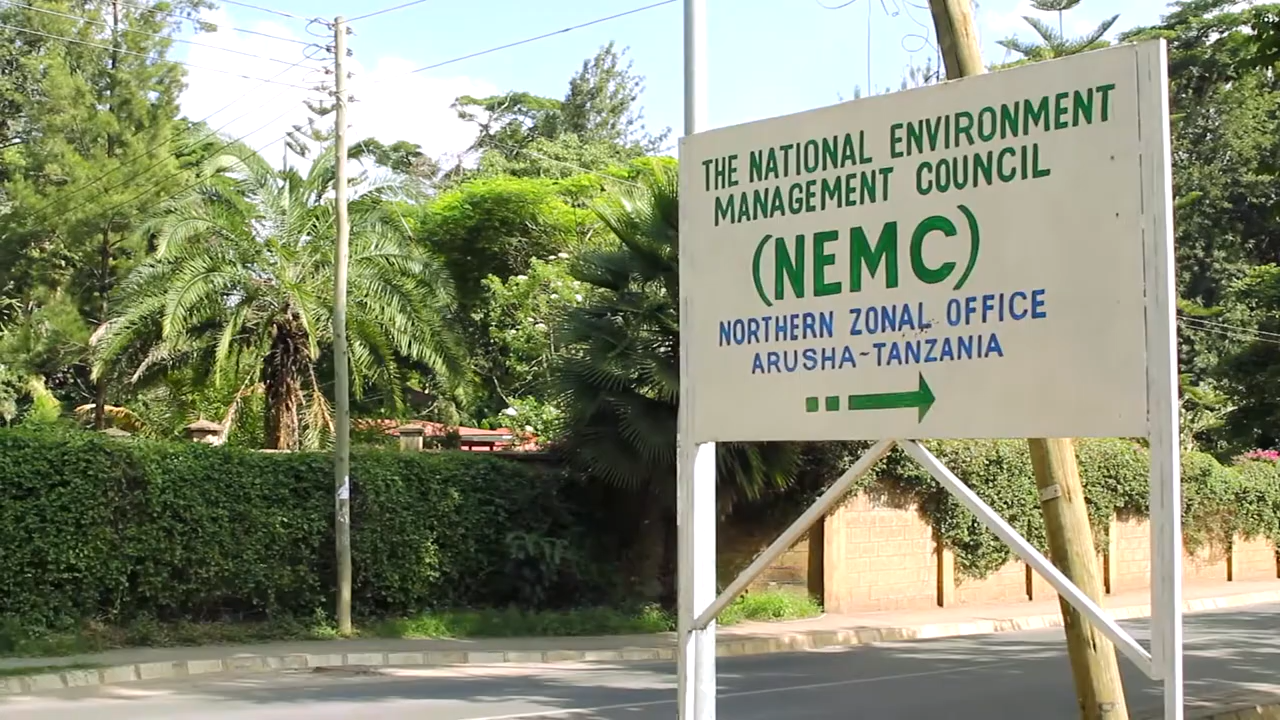 THE NATIONAL ENVIRONMENT
MANAGEMENT COUNCIL
(NEMC)
NORTHERN ZONAL OFFICE
ARUSHA~TANZANIA